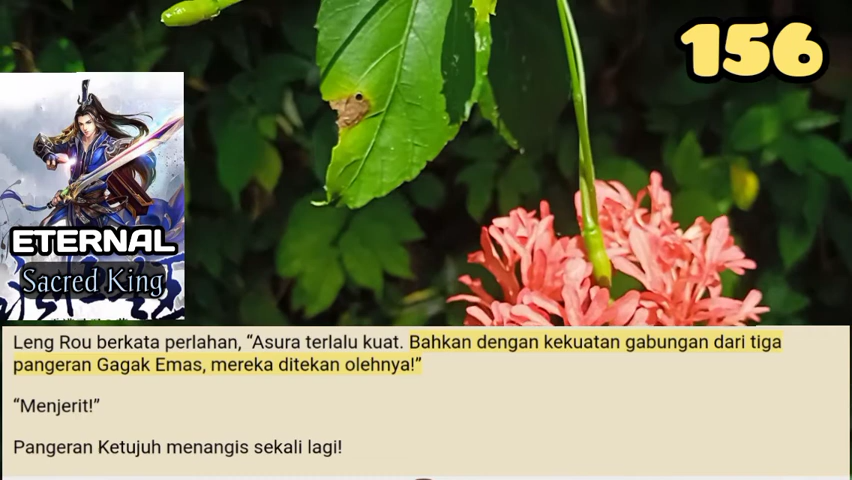 156
ETERNAL
Sacred King
Leng Rou berkata perlahan, “Asura terlalu kuat. Bahkan dengan kekuatan gabungan dari tiga
pangeran Gagak Emas, mereka ditekan olehnya!”
“Menjerit!”
Pangeran Ketujuh menangis sekali lagi!